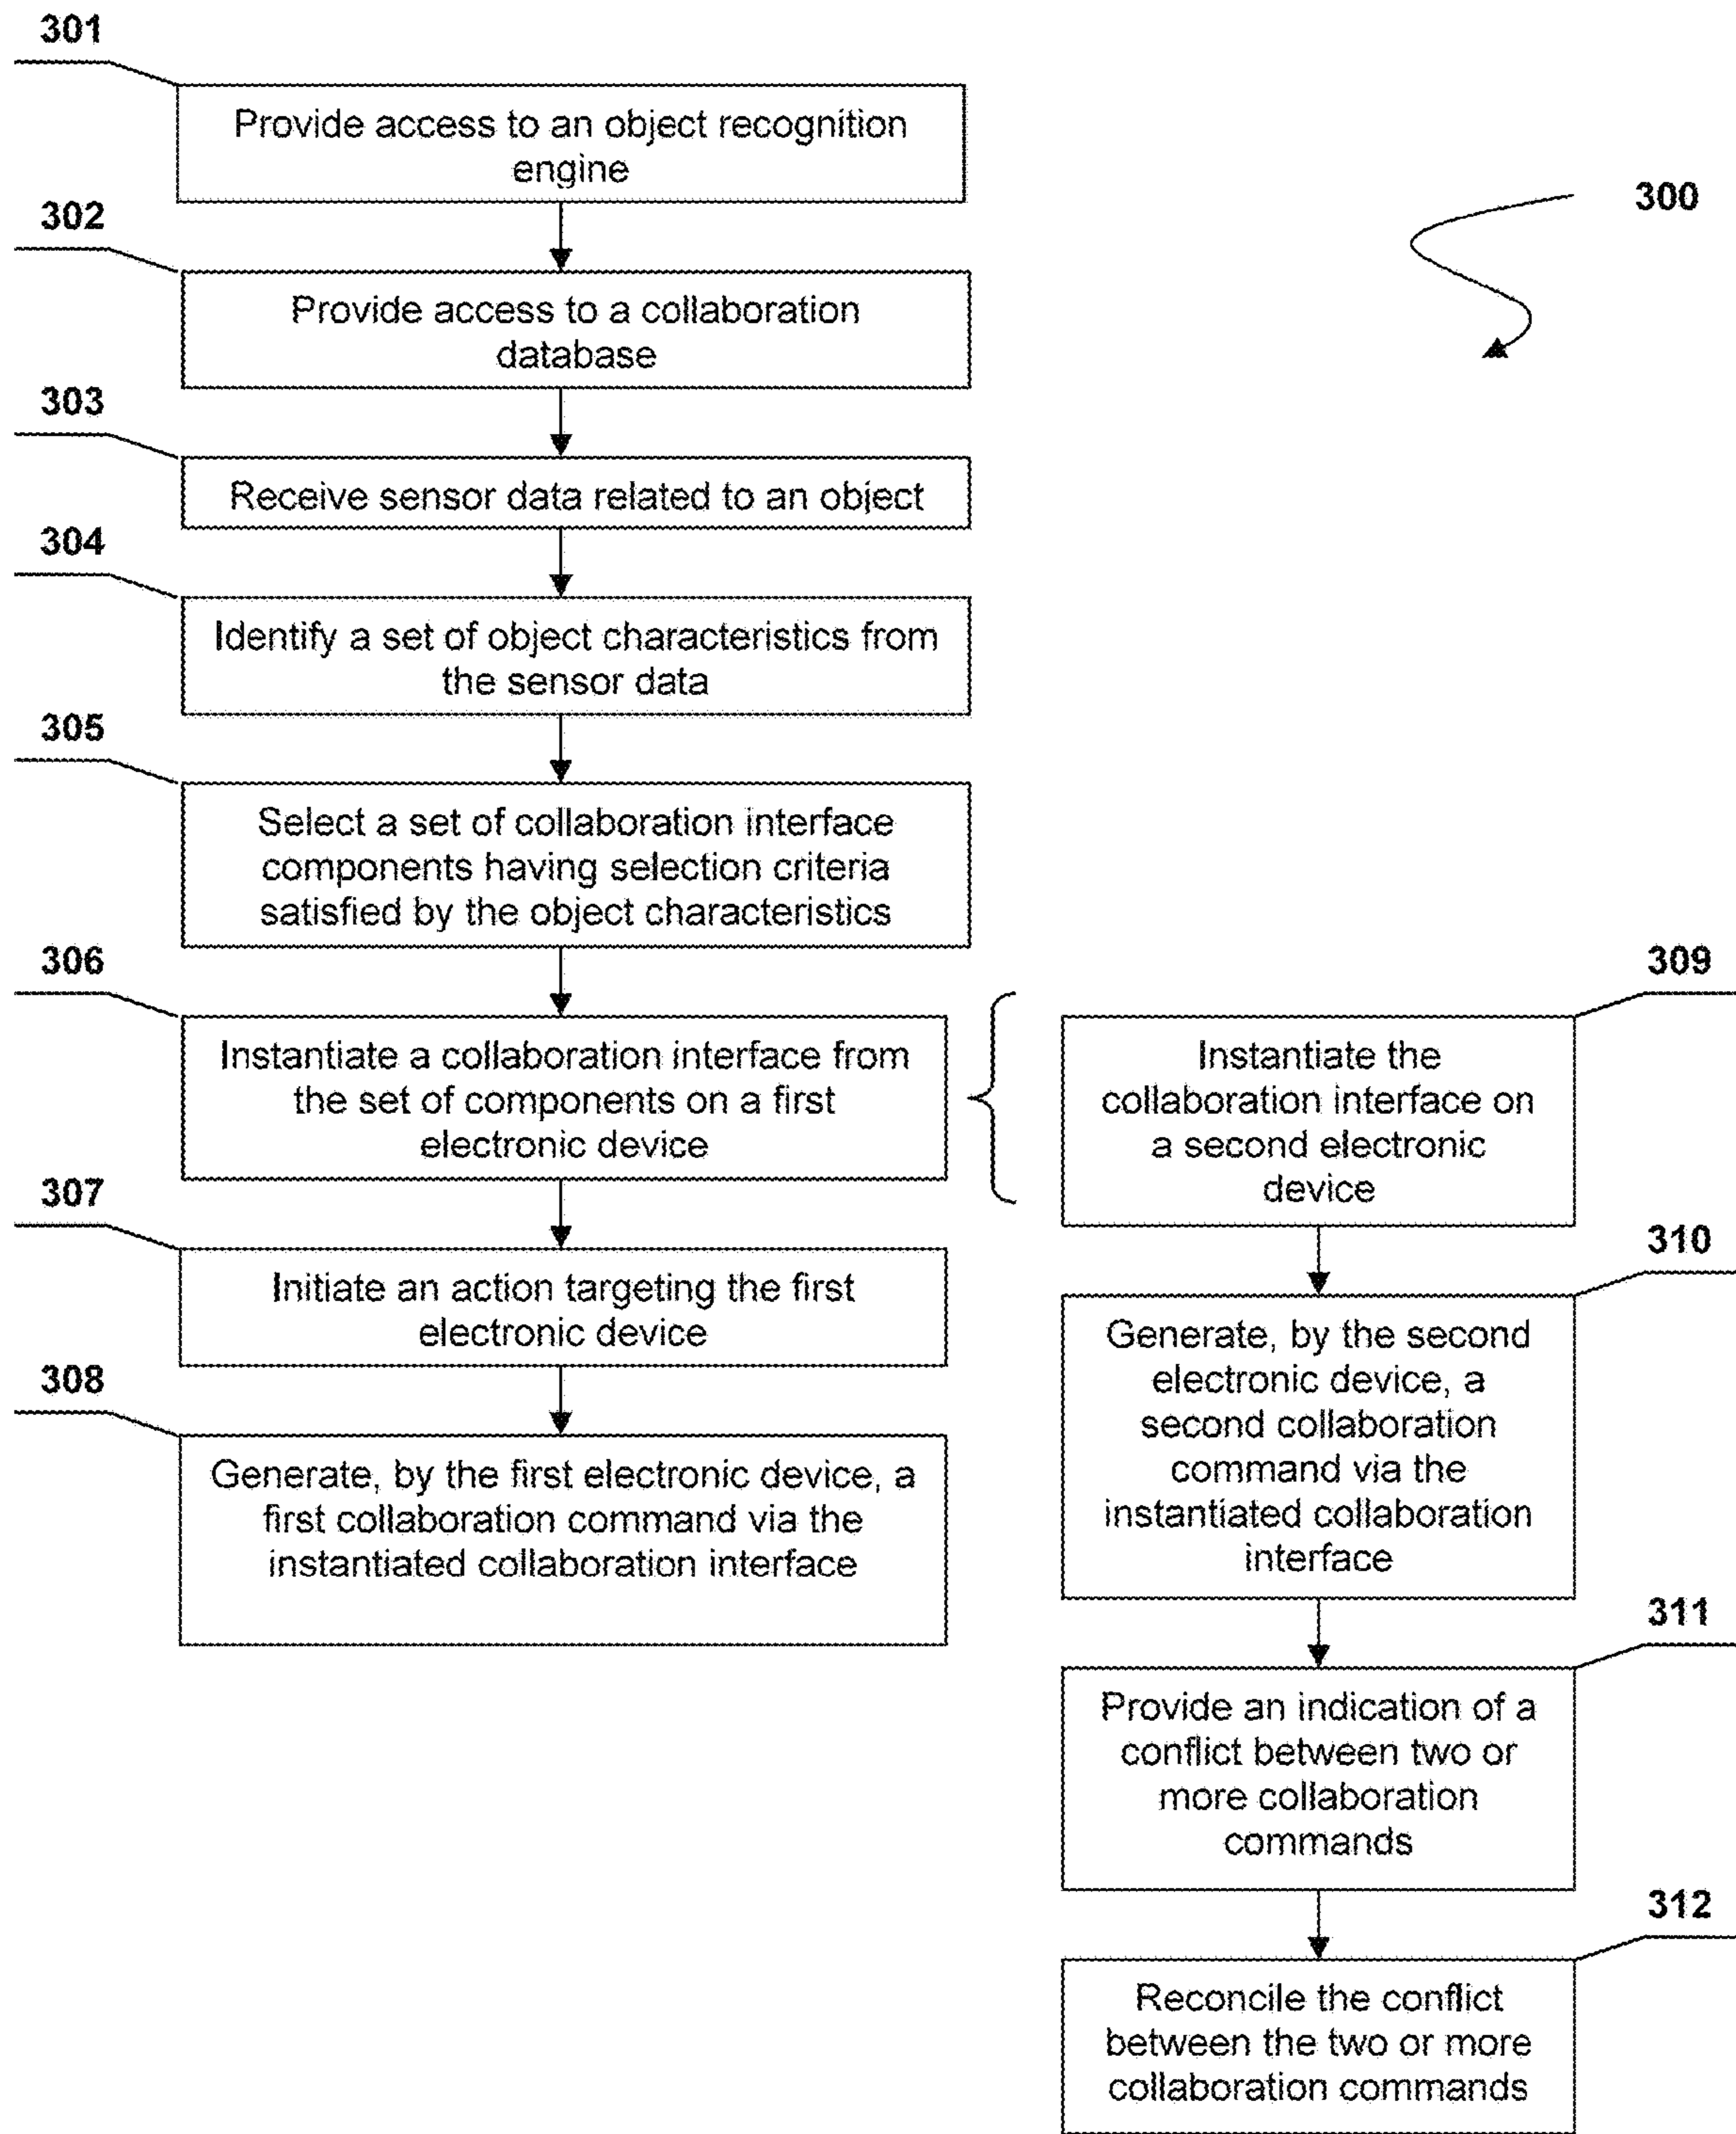 301
Provide access to an object recognition
engine
302
Provide access to a collaboration
database
303
Receive sensor data related to an object
304
Identify a set of object characteristics from
the sensor data
305
Select a set of collaboration interface
components having selection criteria
satisfied by the object characteristics
306
Instantiate a collaboration interface from
the set of components on a first
electronic device
307
Initiate an action targeting the first
electronic device
308
Generate, by the first electronic device, a
first collaboration command via the
instantiated collaboration interface
300
309
Instantiate the
collaboration interface on
a second electronic
device
310
Generate, by the second
electronic device, a
second collaboration
command via the
instantiated collaboration
interface
311
Provide an indication of a
conflict between two or
more collaboration
commands
312
Reconcile the conflict
between the two or more
collaboration commands